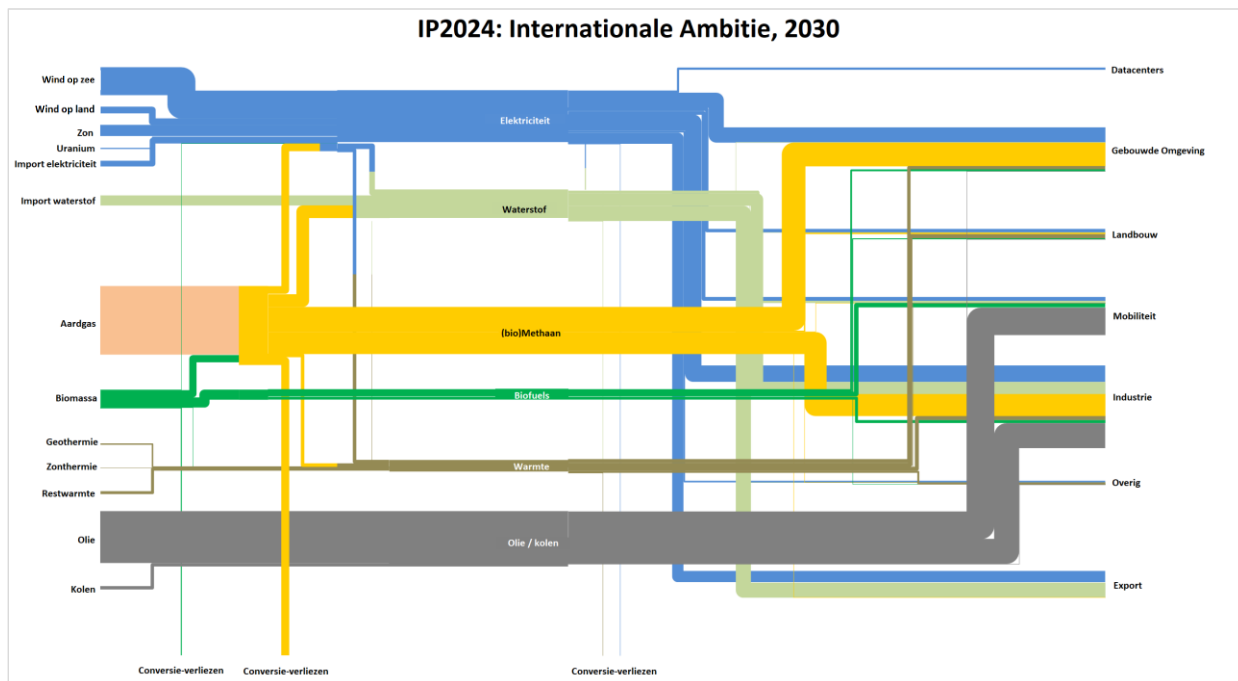 IP2024: Internationale Ambitie, 2030
Wind op zee
Wind op land
Zon
Uranium
Import elektriciteit
Import waterstof
Aardgas
Biomassa
Geothermie
Zonthermie
Restwarmte
Olie
Kolen
Elektriciteit
Waterstof
(bio)Methaan
Biofuels
Warmte
Olie / kolen
Datacenters
Gebouwde Omgeving
Landbouw
Mobiliteit
Industrie
Overig
Export
Conversie-verliezen
Conversie-verliezen
Conversie-verliezen